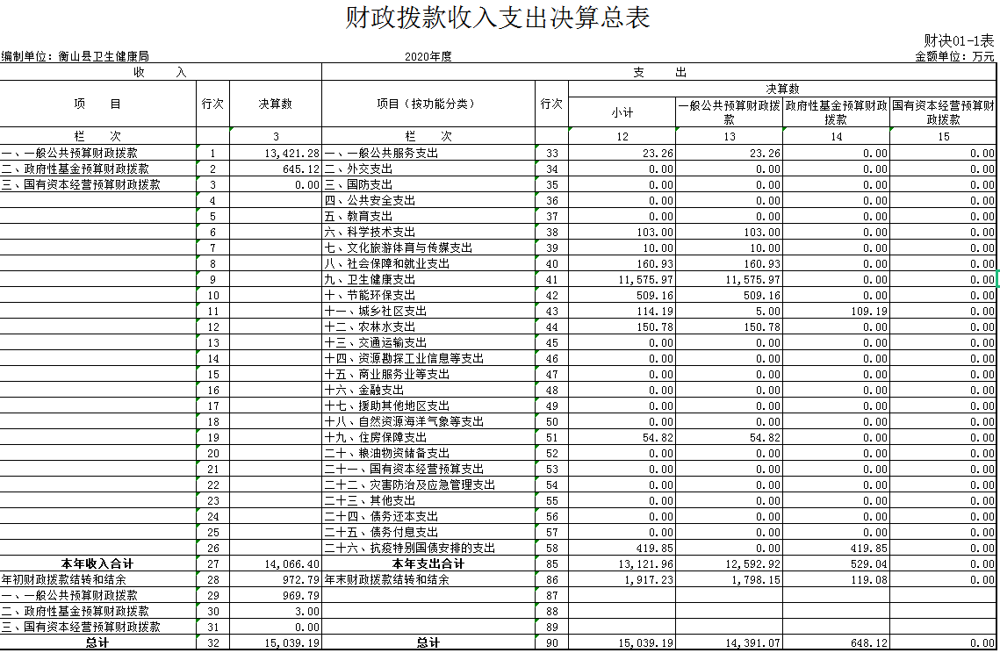 财政拨款收入支出决算总表
财决01-1表
编制单位：衡山县卫生健康局 2020年度 金额单位：万元
收 入 支 出
项 目 行次 决算数 项目（按功能分类） 行次 决算数
小计 一般公共预算财政拨款 政府性基金预算财政拨款 国有资本经营预算财政拨款
栏 次 3 栏 次 12 13 14 15
一、一般公共预算财政拨款 1 13,421.28 一、一般公共服务支出 33 23.26 23.26 0.00 0.00
二、政府性基金预算财政拨款 2 645.12 二、外交支出 34 0.00 0.00 0.00 0.00
三、国有资本经营预算财政拨款 3 0.00 三、国防支出 35 0.00 0.00 0.00 0.00
4 四、公共安全支出 36 0.00 0.00 0.00 0.00
5 五、教育支出 37 0.00 0.00 0.00 0.00
6 六、科学技术支出 38 103.00 103.00 0.00 0.00
7 七、文化旅游体育与传媒支出 39 10.00 10.00 0.00 0.00
8 八、社会保障和就业支出 40 160.93 160.93 0.00 0.00
9 九、卫生健康支出 41 11,575.97 11,575.97 0.00 0.00
10 十、节能环保支出 42 509.16 509.16 0.00 0.00
11 十一、城乡社区支出 43 114.19 5.00 109.19 0.00
12 十二、农林水支出 44 150.78 150.78 0.00 0.00
13 十三、交通运输支出 45 0.00 0.00 0.00 0.00
14 十四、资源勘探工业信息等支出 46 0.00 0.00 0.00 0.00
15 十五、商业服务业等支出 47 0.00 0.00 0.00 0.00
16 十六、金融支出 48 0.00 0.00 0.00 0.00
17 十七、援助其他地区支出 49 0.00 0.00 0.00 0.00
18 十八、自然资源海洋气象等支出 50 0.00 0.00 0.00 0.00
19 十九、住房保障支出 51 54.82 54.82 0.00 0.00
20 二十、粮油物资储备支出 52 0.00 0.00 0.00 0.00
21 二十一、国有资本经营预算支出 53 0.00 0.00 0.00 0.00
22 二十二、灾害防治及应急管理支出 54 0.00 0.00 0.00 0.00
23 二十三、其他支出 55 0.00 0.00 0.00 0.00
24 二十四、债务还本支出 56 0.00 0.00 0.00 0.00
25 二十五、债务付息支出 57 0.00 0.00 0.00 0.00
26 二十六、抗疫特别国债安排的支出 58 419.85 0.00 419.85 0.00
本年收入合计 27 14,066.40 本年支出合计 85 13,121.96 12,592.92 529.04 0.00
年初财政拨款结转和结余 28 972.79 年末财政拨款结转和结余 86 1,917.23 1,798.15 119.08 0.00
一、一般公共预算财政拨款 29 969.79 87
二、政府性基金预算财政拨款 30 3.00 88
三、国有资本经营预算财政拨款 31 0.00 89
总计 32 15,039.19 总计 90 15,039.19 14,391.07 648.12 0.00